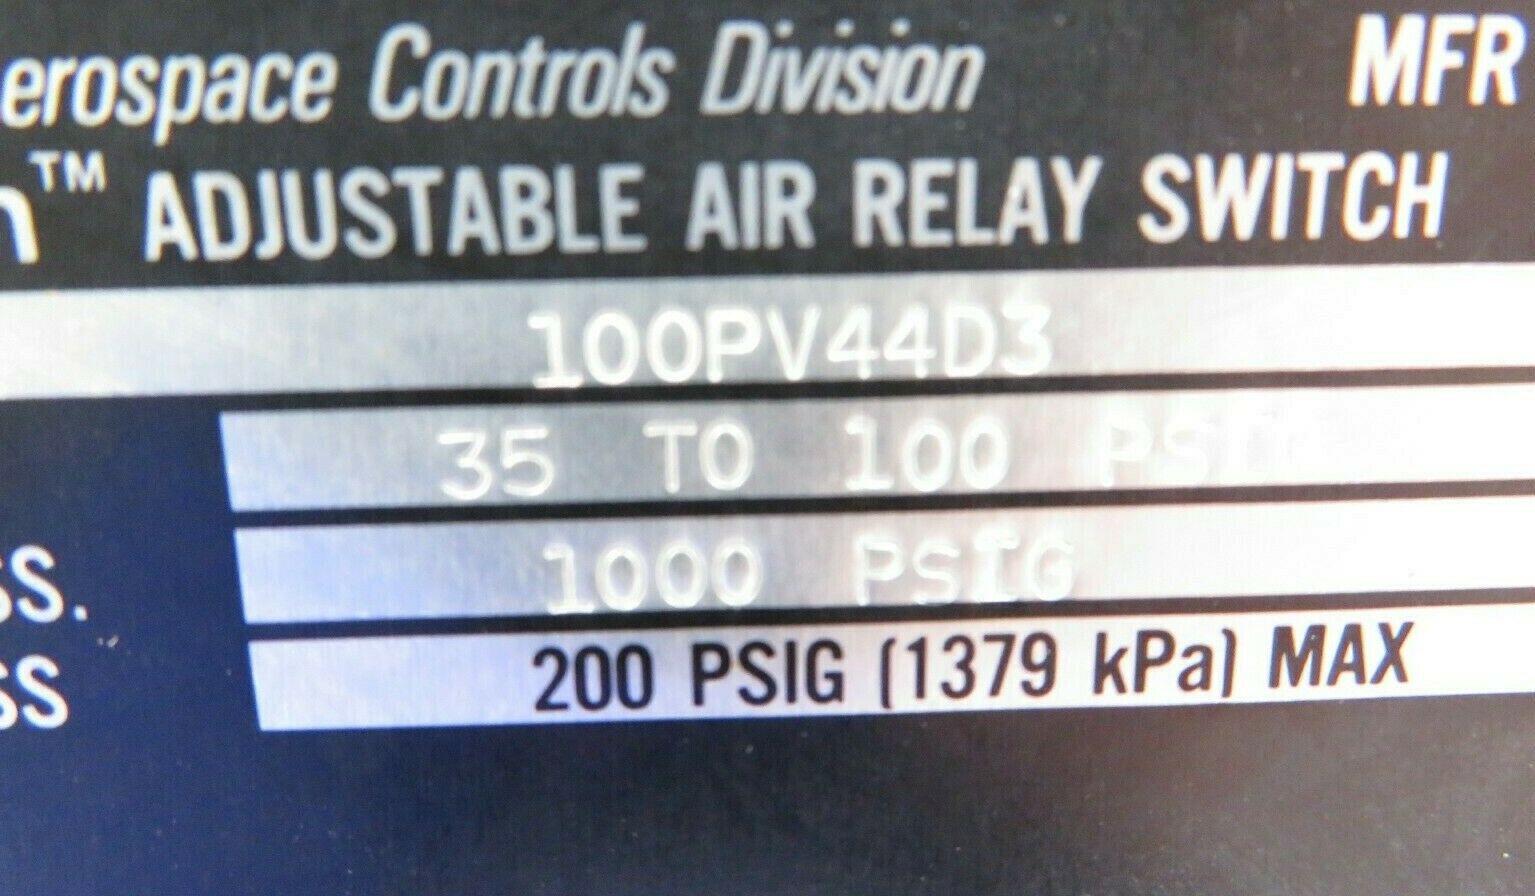 erospace Controls Division MFR
n™ ADJUSTABLE AIR RELAY SWITCH
100PV44D3
35 TO 100 PSIG
SS. 1000 PSIG
SS 200 PSIG (1379 kPa) MAX